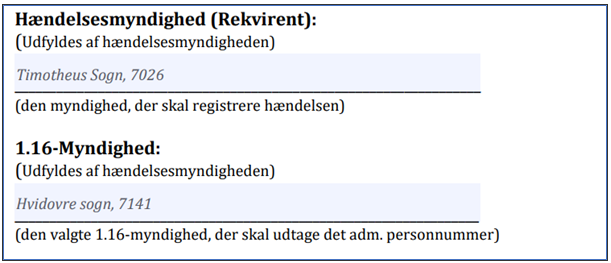 Hændelsesmyndighed (Rekvirent):
(Udfyldes af hændelsesmyndigheden)
Timotheus Sogn, 7026
(den myndighed, der skal registrere hændelsen)
1.16-Myndighed:
(Udfyldes af hændelsesmyndigheden)
Hvidovre sogn, 7141
(den valgte 1.16-myndighed, der skal udtage det adm. personnummer)